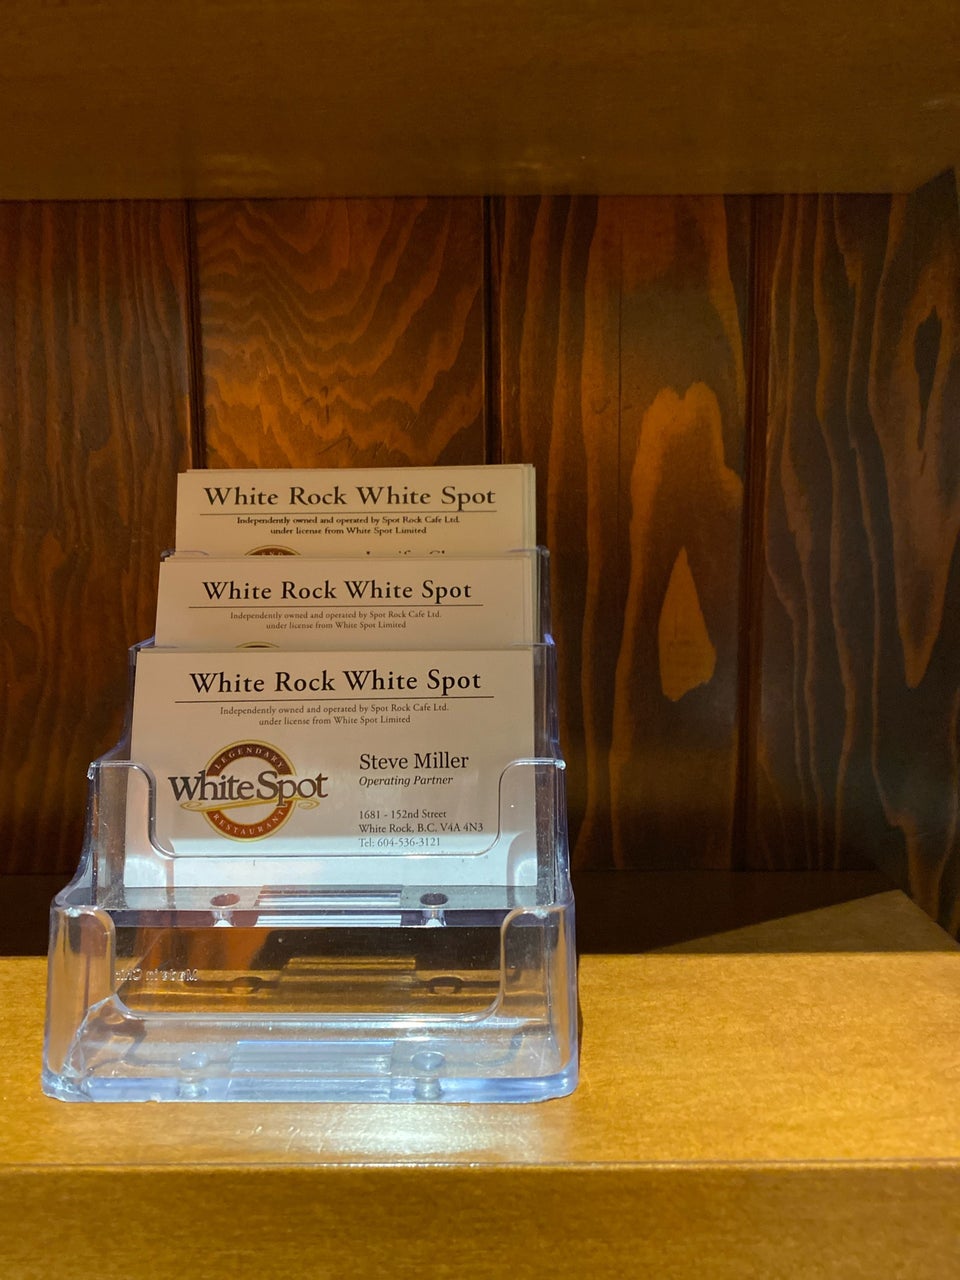 White Rock White Spot
Independently owned and operated by Spot Rock Cafe Ltd.
under license from White Spot Limited
White Rock White Spot
Independently owned and operated by Spot Rock Cafe Ltd.
under license from White Spot Limited
White Rock White Spot
Independently owned and operated by Spot Rock Cafe Ltd.
under license from White Spot Limited
LEGENDARY
White Spot
RESTAURANT
Steve Miller
Operating Partner
1681 - 152nd Street
White Rock, B.C. V4A 4N3
Tel: 604-536-3121